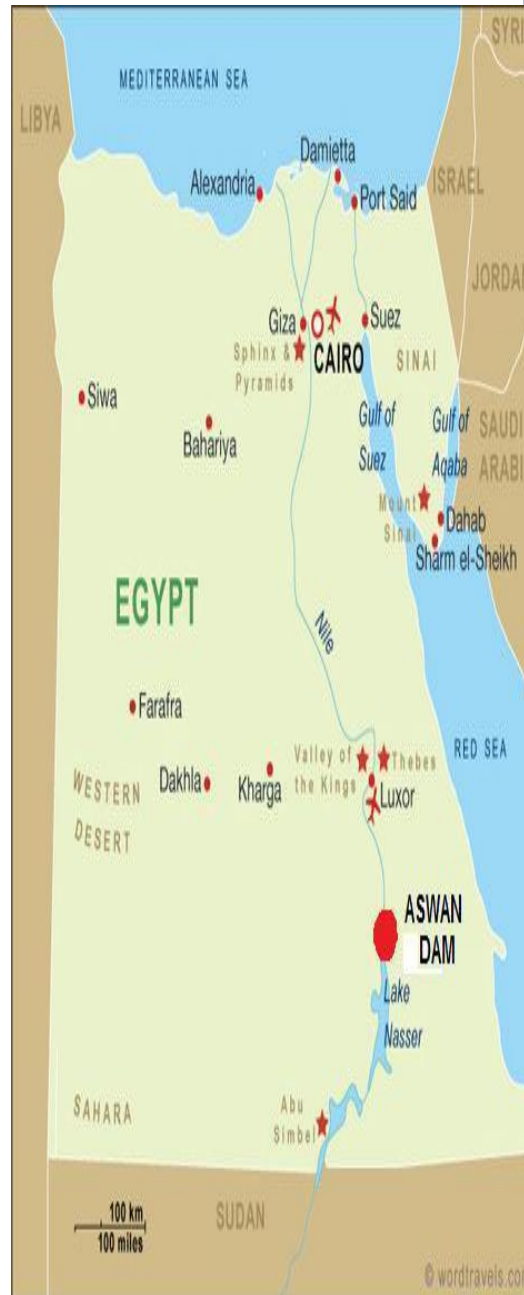 SYRI
MEDITERRANEAN SEA
LIBYA
Damietta
Alexandria
Port Said
ISRAEL
JORDAN
Giza
CAIRO
Suez
Sphinx &
Pyramids
SINAI
Siwa
Bahariya
Gulf of
Suez
Gulf of
Aqaba
SAUDI
ARABI
Mount
Sinai
Dahab
Sharm el-Sheikh
EGYPT
Nile
Farafra
RED SEA
Valley of
the Kings
Thebes
WESTERN
DESERT
Dakhla
Kharga
Luxor
ASWAN
DAM
Lake
Nasser
SAHARA
Abu
Simbel
100 km
100 miles
SUDAN
© wordtravels.com